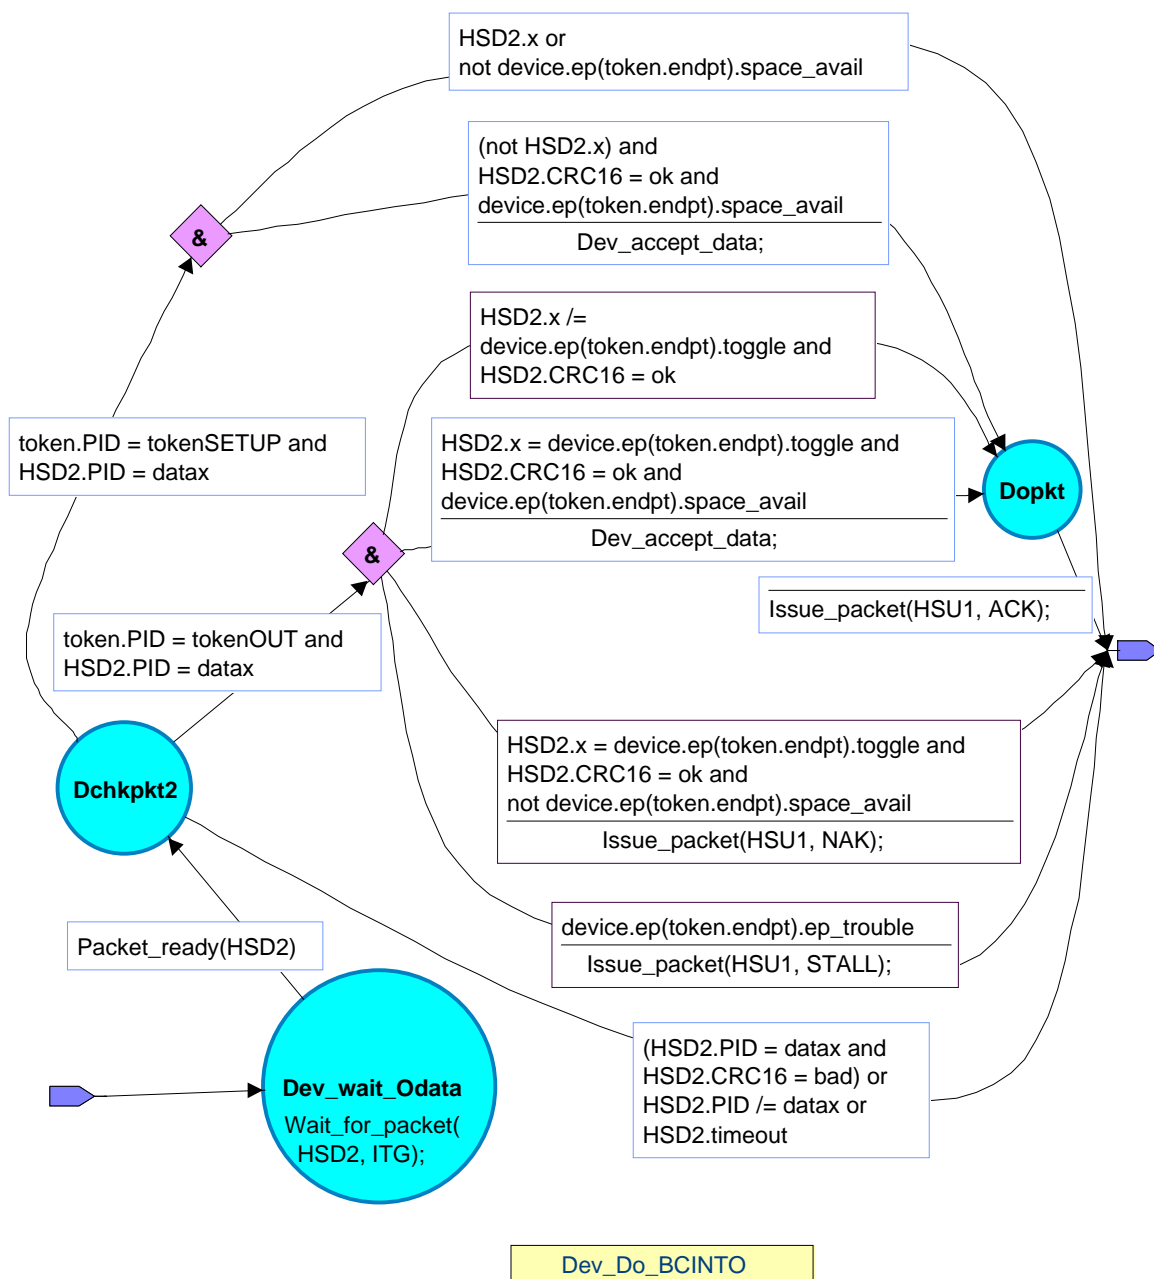 HSD2.x or
not device.ep(token.endpt).space_avail
(not HSD2.x) and
HSD2.CRC16 = ok and
device.ep(token.endpt).space_avail
Dev_accept_data;
&
HSD2.x /=
device.ep(token.endpt).toggle and
HSD2.CRC16 = ok
token.PID = tokenSETUP and
HSD2.PID = datax
HSD2.x = device.ep(token.endpt).toggle and
HSD2.CRC16 = ok and
device.ep(token.endpt).space_avail
Dev_accept_data;
Dopkt
&
Issue_packet(HSU1, ACK);
token.PID = tokenOUT and
HSD2.PID = datax
HSD2.x = device.ep(token.endpt).toggle and
HSD2.CRC16 = ok and
not device.ep(token.endpt).space_avail
Issue_packet(HSU1, NAK);
Dchkpkt2
device.ep(token.endpt).ep_trouble
Issue_packet(HSU1, STALL);
Packet_ready(HSD2)
(HSD2.PID = datax and
HSD2.CRC16 = bad) or
HSD2.PID /= datax or
HSD2.timeout
Dev_wait_Odata
Wait_for_packet(
HSD2, ITG);
Dev_Do_BCINTO